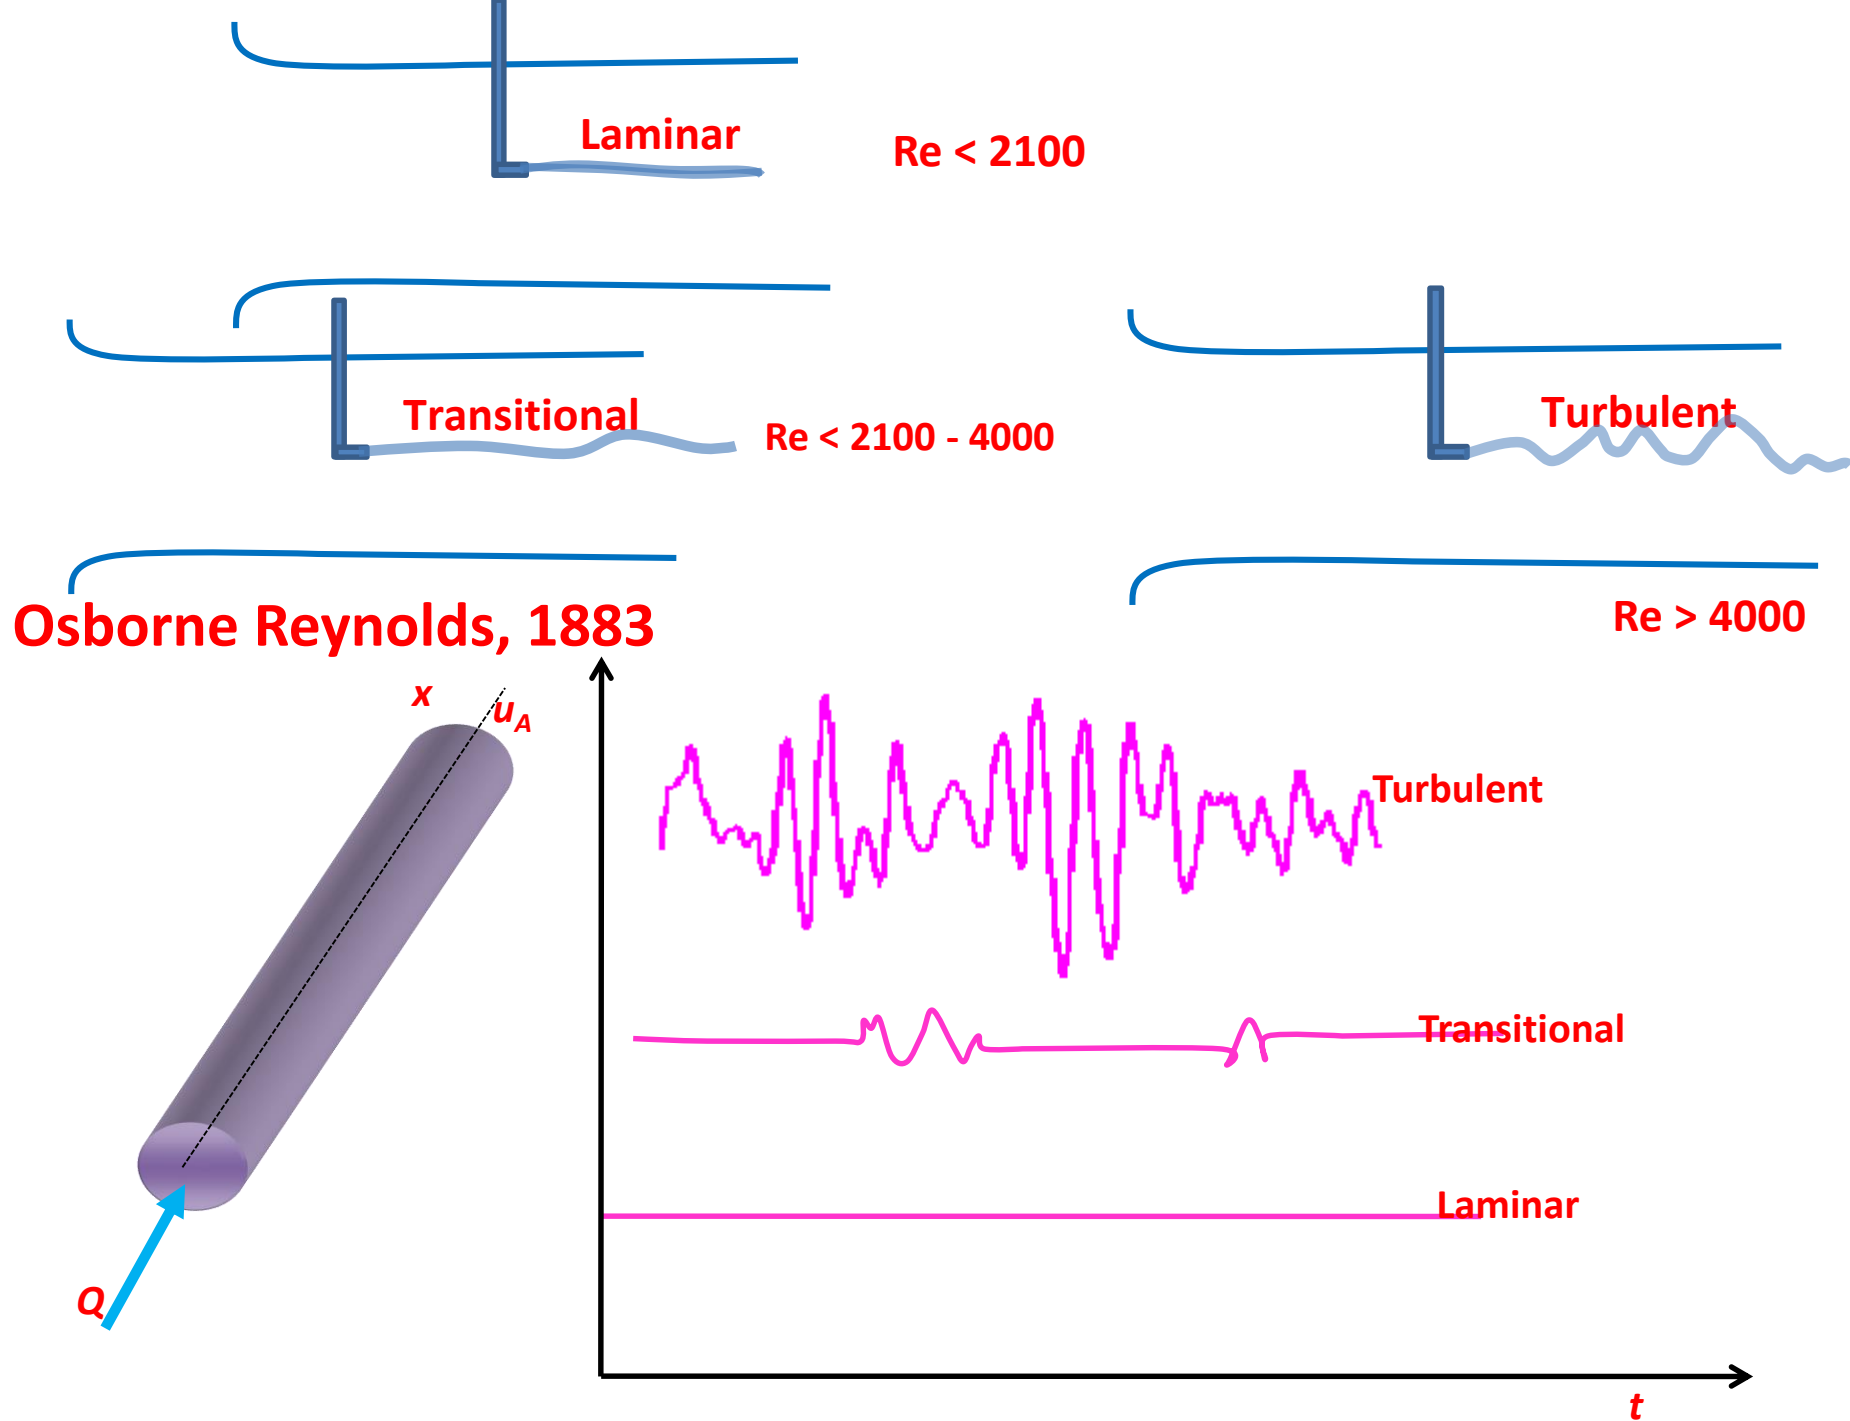 Laminar
Re < 2100
Transitional
Re < 2100 - 4000
Turbulent
Re > 4000
Osborne Reynolds, 1883
x
uA
Turbulent
Transitional
Laminar
Q
t